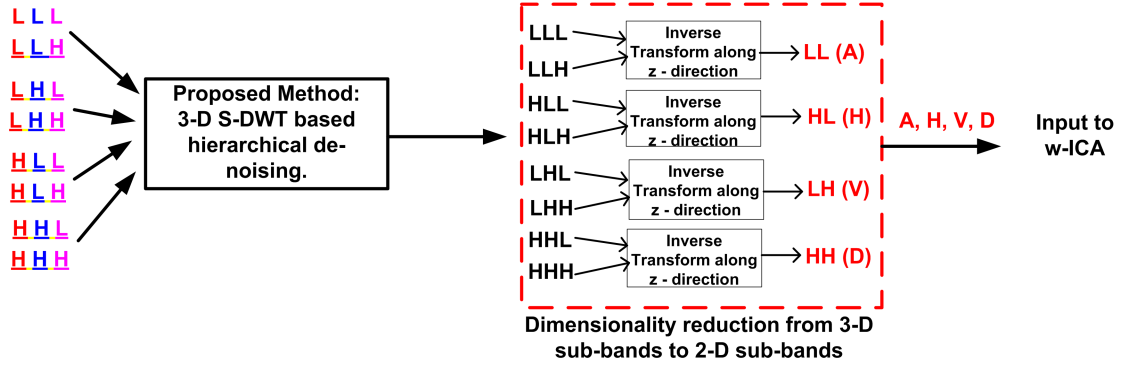 L L L
L L H
L H L
L H H
H L L
H L H
H H L
H H H
Proposed Method:
3-D S-DWT based
hierarchical de-
noising.
LLL
LLH
Inverse
Transform along
z - direction
LL (A)
HLL
HLH
Inverse
Transform along
z - direction
HL (H)
LHL
LHH
Inverse
Transform along
z - direction
LH (V)
HHL
HHH
Inverse
Transform along
z - direction
HH (D)
Dimensionality reduction from 3-D
sub-bands to 2-D sub-bands
A, H, V, D
Input to
w-ICA